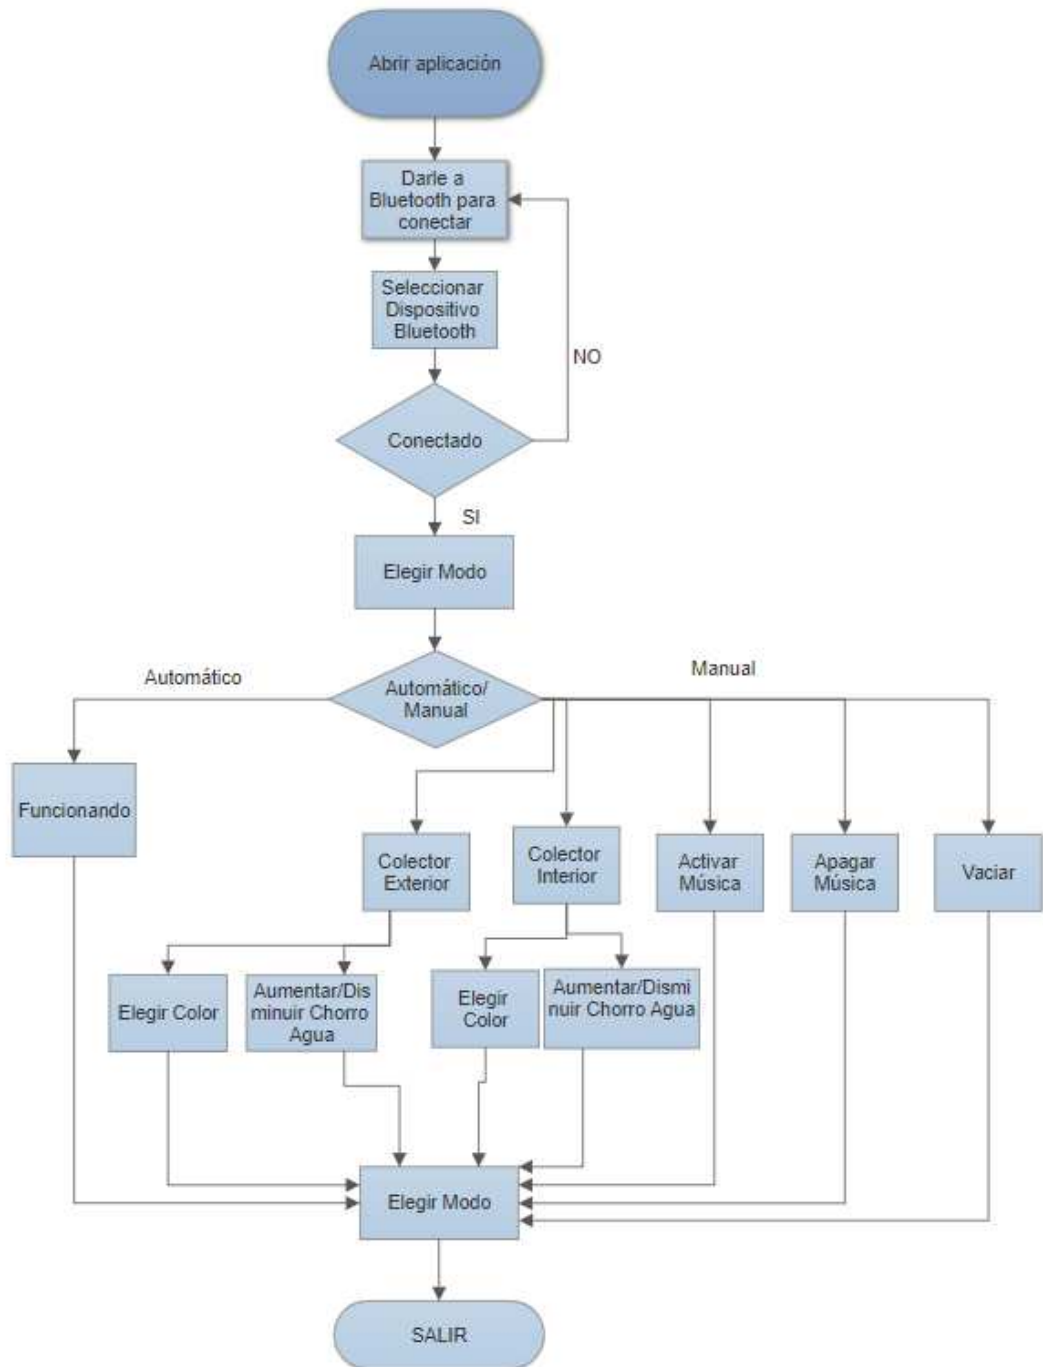 Abrir aplicación
Darle a
Bluetooth para
conectar
Seleccionar
Dispositivo
Bluetooth
NO
Conectado
SI
Elegir Modo
Automático
Manual
Automático/
Manual
Funcionando
Colector
Exterior
Colector
Interior
Activar
Música
Apagar
Música
Vaciar
Elegir Color
Aumentar/Dis
minuir Chorro
Agua
Elegir
Color
Aumentar/Dismi
nuir Chorro Agua
Elegir Modo
SALIR